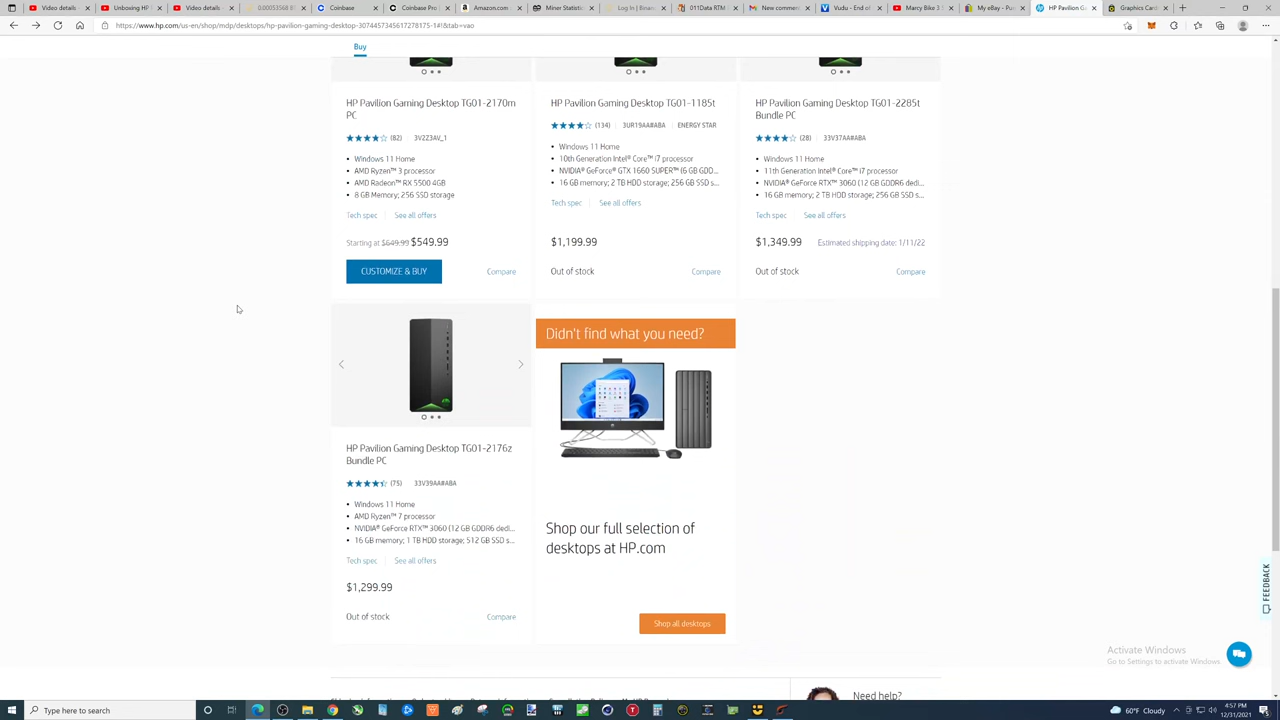 Video details
Unboxing HP
Video details
0.00053568
Coinbase
Coinbase Pro
Amazon.com
Miner Statistic
Log In | Binan
011Data RTM
New commen
Vudu - End o
Marcy Bike 3
My eBay - Pu
HP Pavilion G
Graphics Card
https://www.hp.com/us-en/shop/mdp/desktops/hp-pavilion-gaming-desktop-3074457345617278175-1#!&tab=vao
Buy
HP Pavilion Gaming Desktop TG01-2170m
PC
(82) 3V2Z3AV_1
• Windows 11 Home
• AMD Ryzen™ 3 processor
• AMD Radeon™ RX 5500 4GB
• 8 GB Memory; 256 SSD storage
Tech spec See all offers
Starting at $649.99 $549.99
CUSTOMIZE & BUY Compare
HP Pavilion Gaming Desktop TG01-1185t
(134) 3UR19AA#ABA ENERGY STAR
• Windows 11 Home
• 10th Generation Intel® Core™ i7 processor
• NVIDIA® GeForce® GTX 1660 SUPER™ (6 GB GDD...
• 16 GB memory; 2 TB HDD storage; 256 GB SSD s...
Tech spec See all offers
$1,199.99
Out of stock Compare
HP Pavilion Gaming Desktop TG01-2285t
Bundle PC
(28) 33V37AA#ABA
• Windows 11 Home
• 11th Generation Intel® Core™ i7 processor
• NVIDIA® GeForce RTX™ 3060 (12 GB GDDR6 dedi...
• 16 GB memory; 2 TB HDD storage; 256 GB SSD s...
Tech spec See all offers
$1,349.99 Estimated shipping date: 1/11/22
Out of stock Compare
HP Pavilion Gaming Desktop TG01-2176z
Bundle PC
(75) 33V39AA#ABA
• Windows 11 Home
• AMD Ryzen™ 7 processor
• NVIDIA® GeForce RTX™ 3060 (12 GB GDDR6 dedi...
• 16 GB memory; 1 TB HDD storage; 512 GB SSD s...
Tech spec See all offers
$1,299.99
Out of stock Compare
Didn't find what you need?
Shop our full selection of
desktops at HP.com
Shop all desktops
FEEDBACK
Activate Windows
Go to Settings to activate Windows
Need help?
Type here to search
60°F Cloudy
4:57 PM
12/31/2021